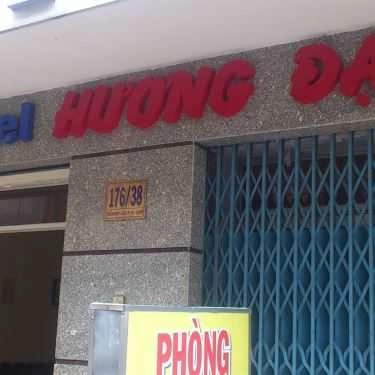 el HƯƠNG ĐẠ
176/38
PHÒNG